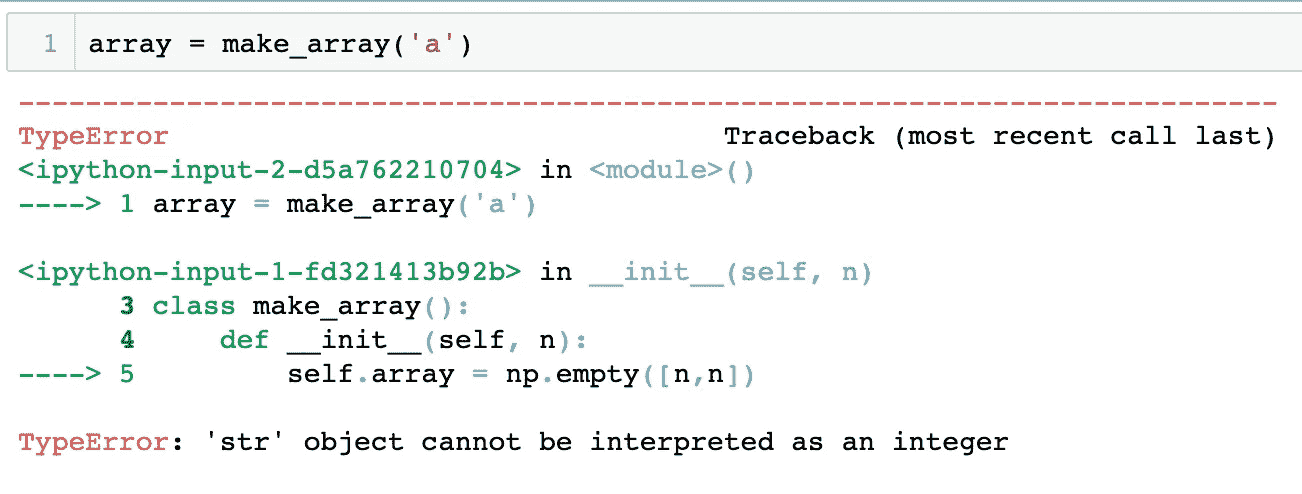 1 array = make_array('a')
---------------------------------------------------------------------------
TypeError Traceback (most recent call last)
<ipython-input-2-d5a762210704> in <module>()
----> 1 array = make_array('a')
<ipython-input-1-fd321413b92b> in __init__(self, n)
3 class make_array():
4 def __init__(self, n):
----> 5 self.array = np.empty([n,n])
TypeError: 'str' object cannot be interpreted as an integer